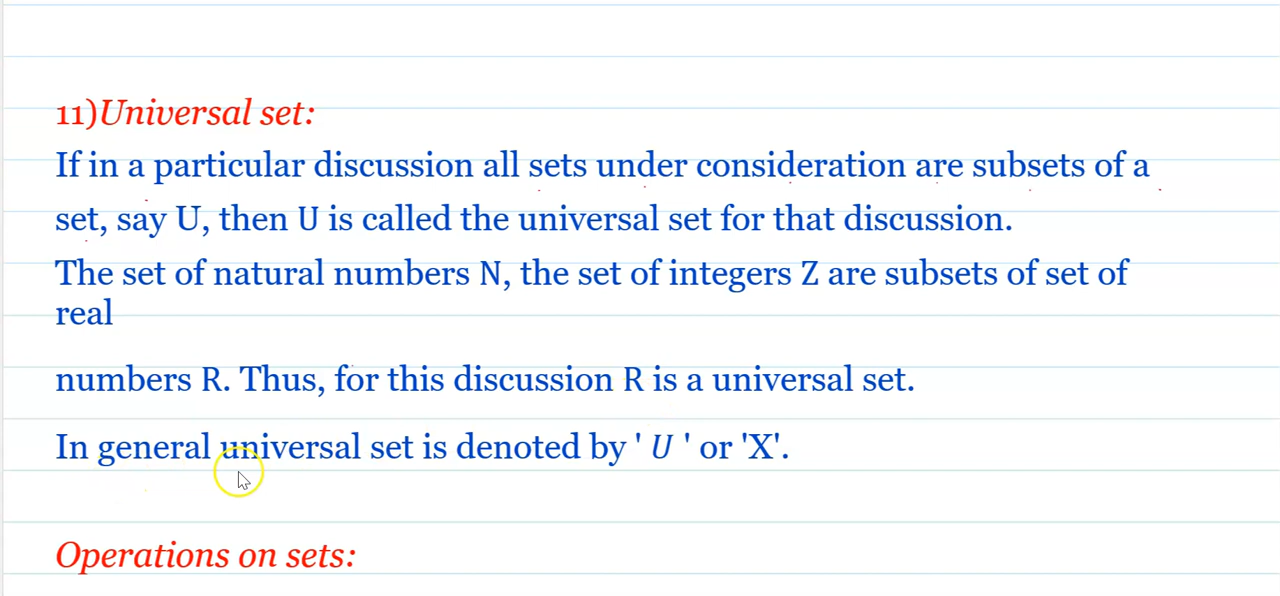 11)Universal set:
If in a particular discussion all sets under consideration are subsets of a
set, say U, then U is called the universal set for that discussion.
The set of natural numbers N, the set of integers Z are subsets of set of
real
numbers R. Thus, for this discussion R is a universal set.
In general universal set is denoted by ' U ' or 'X'.
Operations on sets: